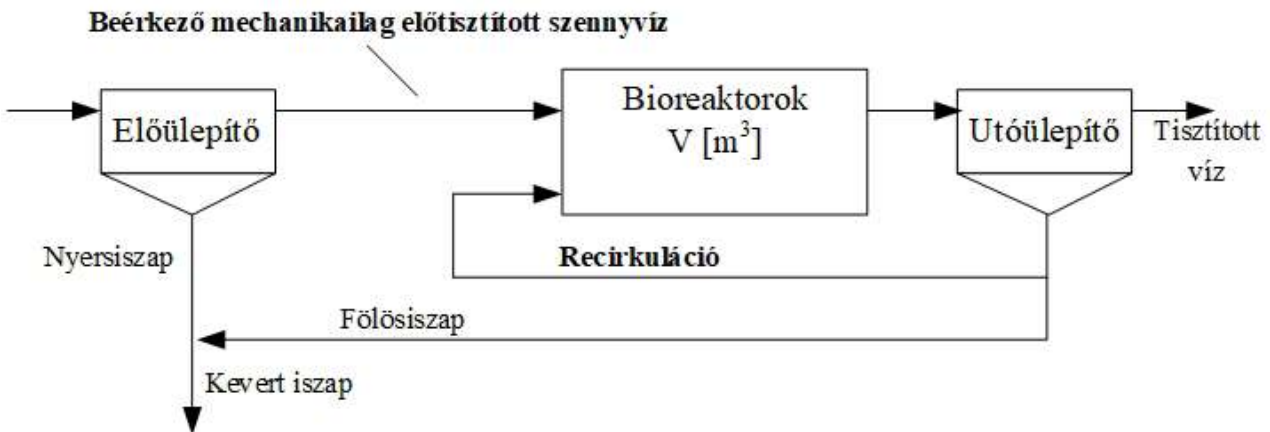 Beérkező mechanikailag előtisztított szennyvíz
Előülepítő
Bioreaktorok
V [m³]
Utóülepítő
Tisztított
víz
Nyersiszap
Recirkuláció
Fölösiszap
Kevert iszap